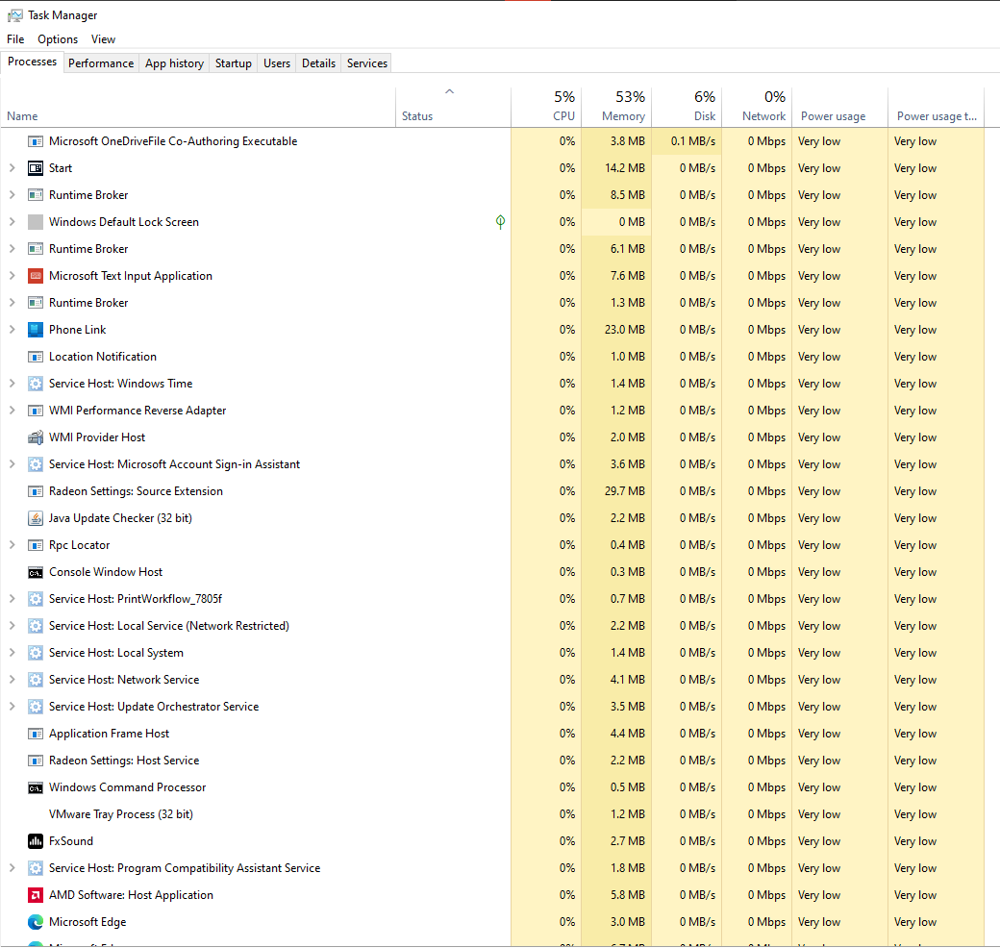 Task Manager
File Options View
Processes Performance App history Startup Users Details Services
5% 53% 6% 0%
Name Status CPU Memory Disk Network Power usage Power usage t...
Microsoft OneDriveFile Co-Authoring Executable 0% 3.8 MB 0.1 MB/s 0 Mbps Very low Very low
Start 0% 14.2 MB 0 MB/s 0 Mbps Very low Very low
Runtime Broker 0% 8.5 MB 0 MB/s 0 Mbps Very low Very low
Windows Default Lock Screen 0% 0 MB 0 MB/s 0 Mbps Very low Very low
Runtime Broker 0% 6.1 MB 0 MB/s 0 Mbps Very low Very low
Microsoft Text Input Application 0% 7.6 MB 0 MB/s 0 Mbps Very low Very low
Runtime Broker 0% 1.3 MB 0 MB/s 0 Mbps Very low Very low
Phone Link 0% 23.0 MB 0 MB/s 0 Mbps Very low Very low
Location Notification 0% 1.0 MB 0 MB/s 0 Mbps Very low Very low
Service Host: Windows Time 0% 1.4 MB 0 MB/s 0 Mbps Very low Very low
WMI Performance Reverse Adapter 0% 1.2 MB 0 MB/s 0 Mbps Very low Very low
WMI Provider Host 0% 2.0 MB 0 MB/s 0 Mbps Very low Very low
Service Host: Microsoft Account Sign-in Assistant 0% 3.6 MB 0 MB/s 0 Mbps Very low Very low
Radeon Settings: Source Extension 0% 29.7 MB 0 MB/s 0 Mbps Very low Very low
Java Update Checker (32 bit) 0% 2.2 MB 0 MB/s 0 Mbps Very low Very low
Rpc Locator 0% 0.4 MB 0 MB/s 0 Mbps Very low Very low
Console Window Host 0% 0.3 MB 0 MB/s 0 Mbps Very low Very low
Service Host: PrintWorkflow_7805f 0% 0.7 MB 0 MB/s 0 Mbps Very low Very low
Service Host: Local Service (Network Restricted) 0% 2.2 MB 0 MB/s 0 Mbps Very low Very low
Service Host: Local System 0% 1.4 MB 0 MB/s 0 Mbps Very low Very low
Service Host: Network Service 0% 4.1 MB 0 MB/s 0 Mbps Very low Very low
Service Host: Update Orchestrator Service 0% 3.5 MB 0 MB/s 0 Mbps Very low Very low
Application Frame Host 0% 4.4 MB 0 MB/s 0 Mbps Very low Very low
Radeon Settings: Host Service 0% 2.2 MB 0 MB/s 0 Mbps Very low Very low
Windows Command Processor 0% 0.5 MB 0 MB/s 0 Mbps Very low Very low
VMware Tray Process (32 bit) 0% 1.2 MB 0 MB/s 0 Mbps Very low Very low
FxSound 0% 2.7 MB 0 MB/s 0 Mbps Very low Very low
Service Host: Program Compatibility Assistant Service 0% 1.8 MB 0 MB/s 0 Mbps Very low Very low
AMD Software: Host Application 0% 5.8 MB 0 MB/s 0 Mbps Very low Very low
Microsoft Edge 0% 3.0 MB 0 MB/s 0 Mbps Very low Very low